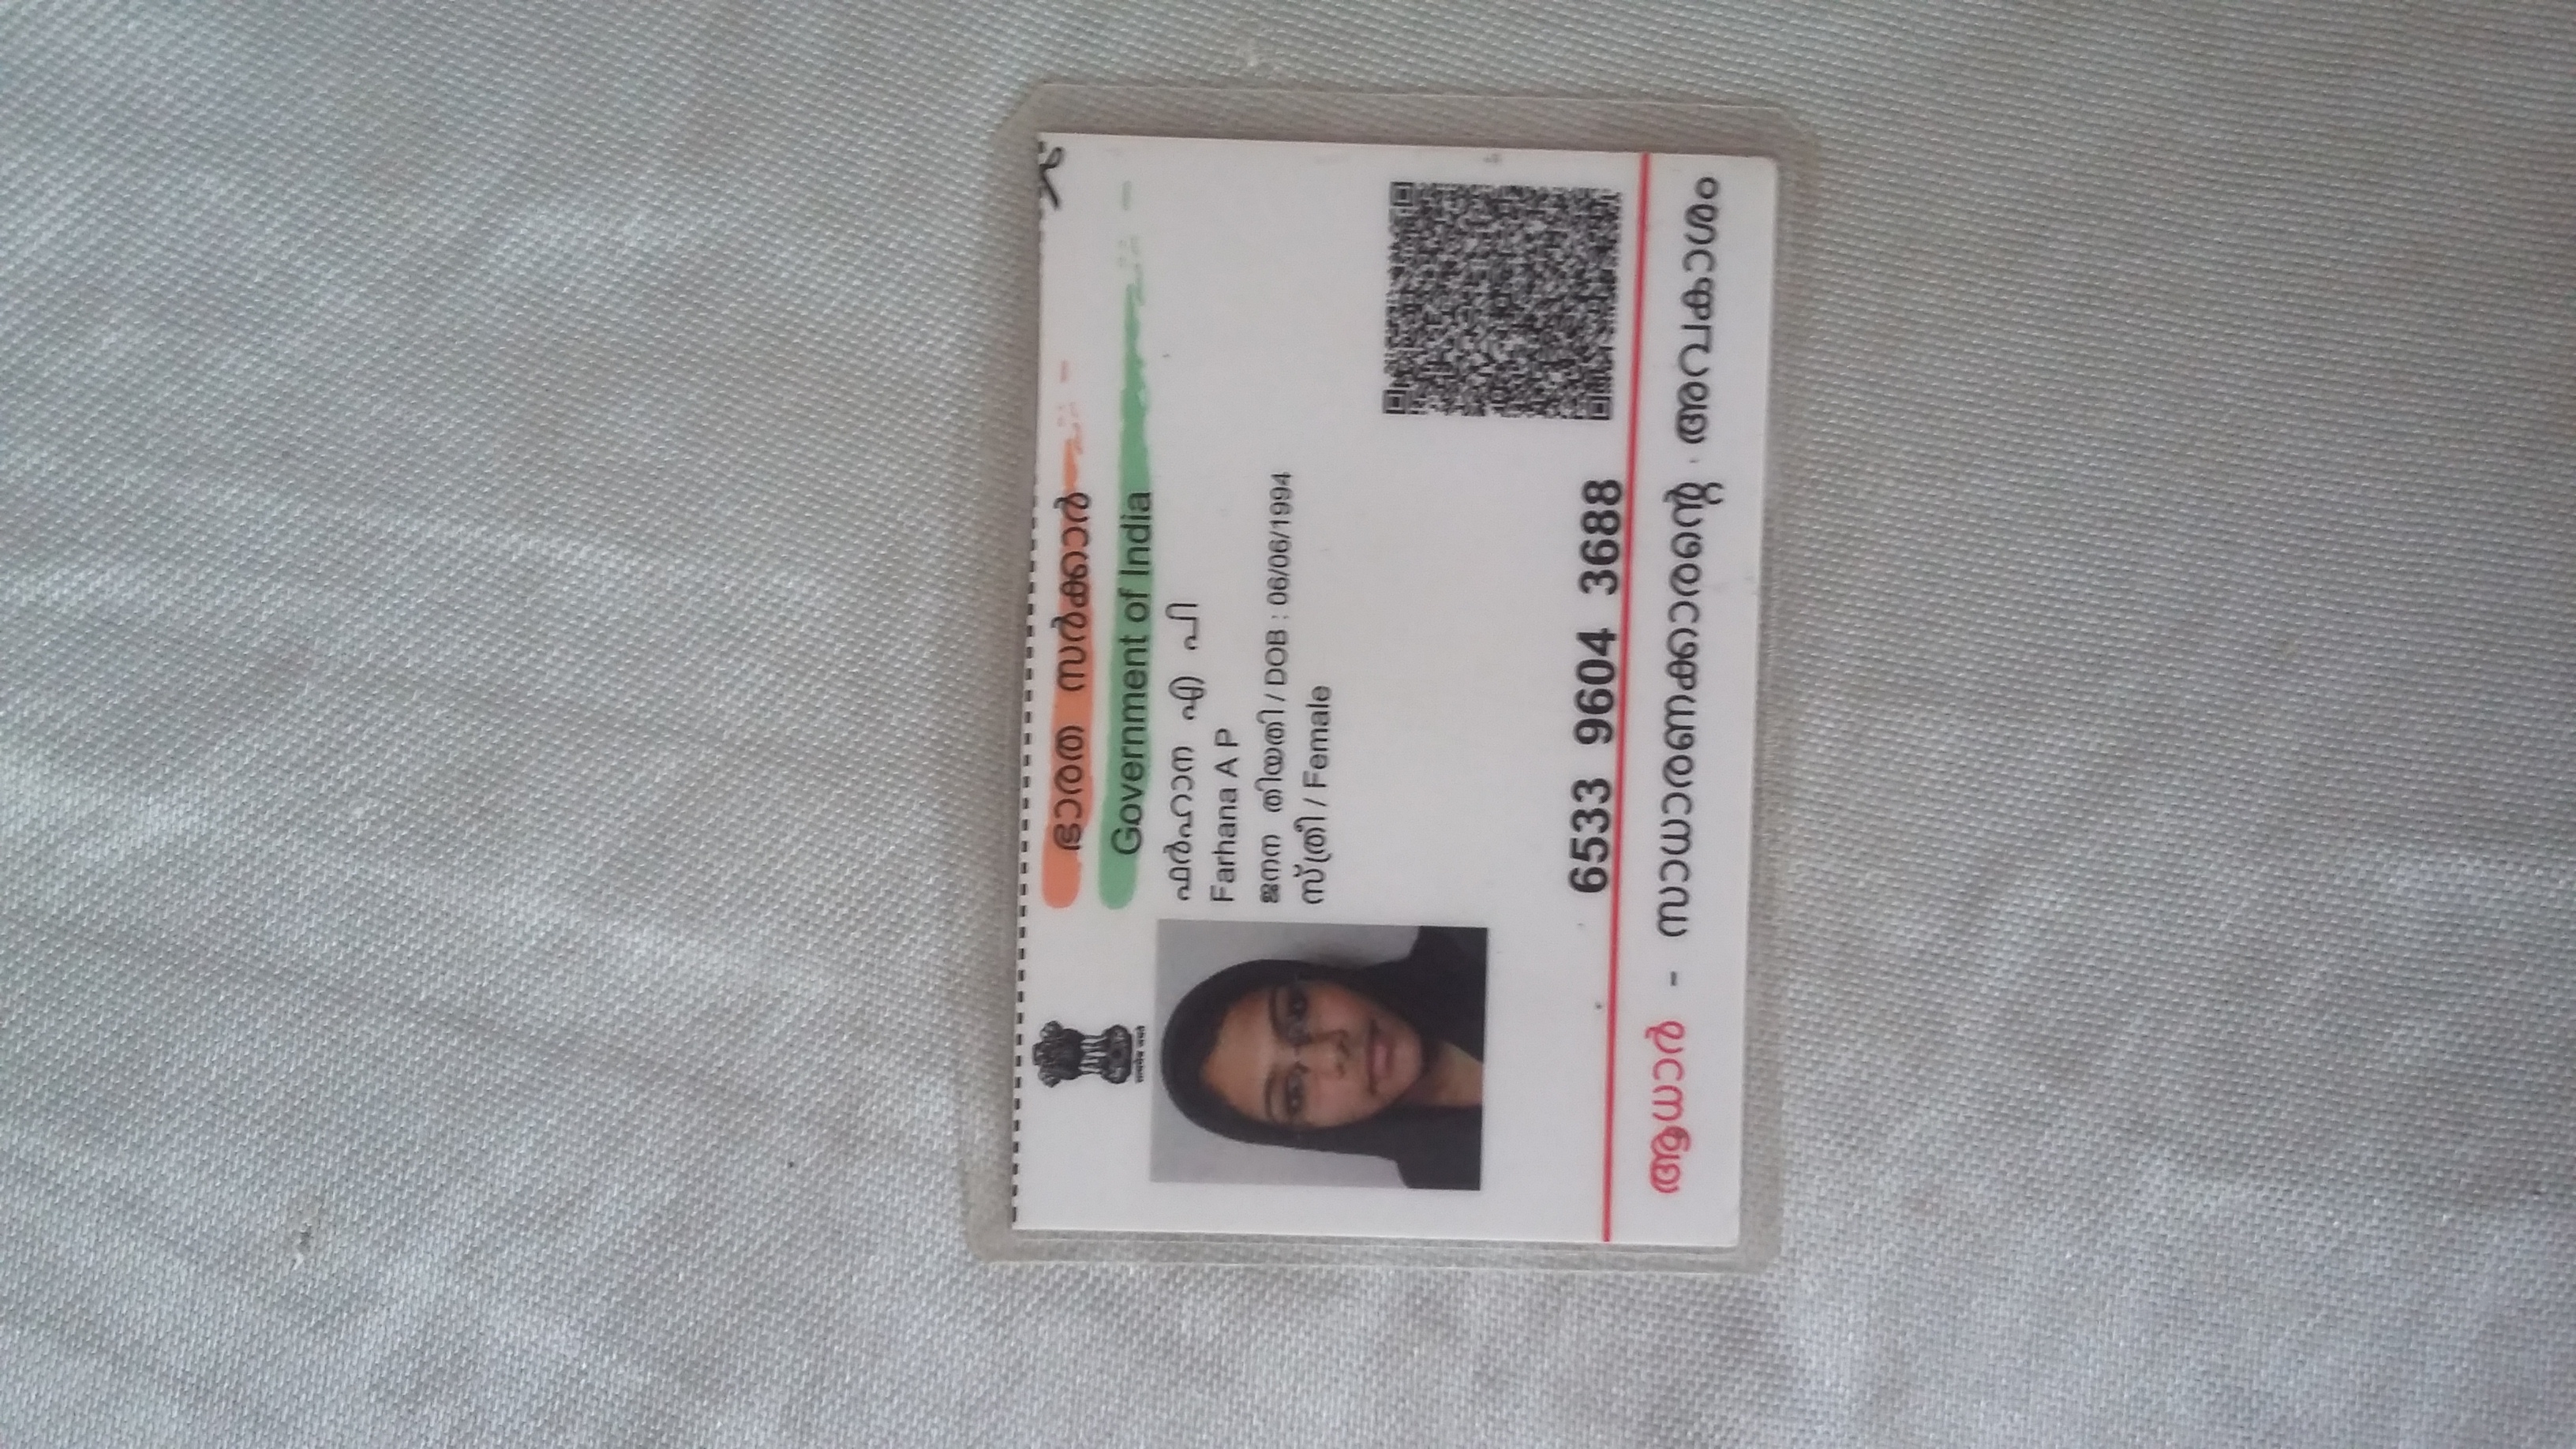 ഭാരത സർക്കാർ
Government of India
ഫർഹാന എ പി
Farhana A P
ജനന തിയതി / DOB : 06/06/1994
സ്ത്രീ / Female
6533 9604 3688
ആധാർ - സാധാരണക്കാരന്റെ അവകാശം